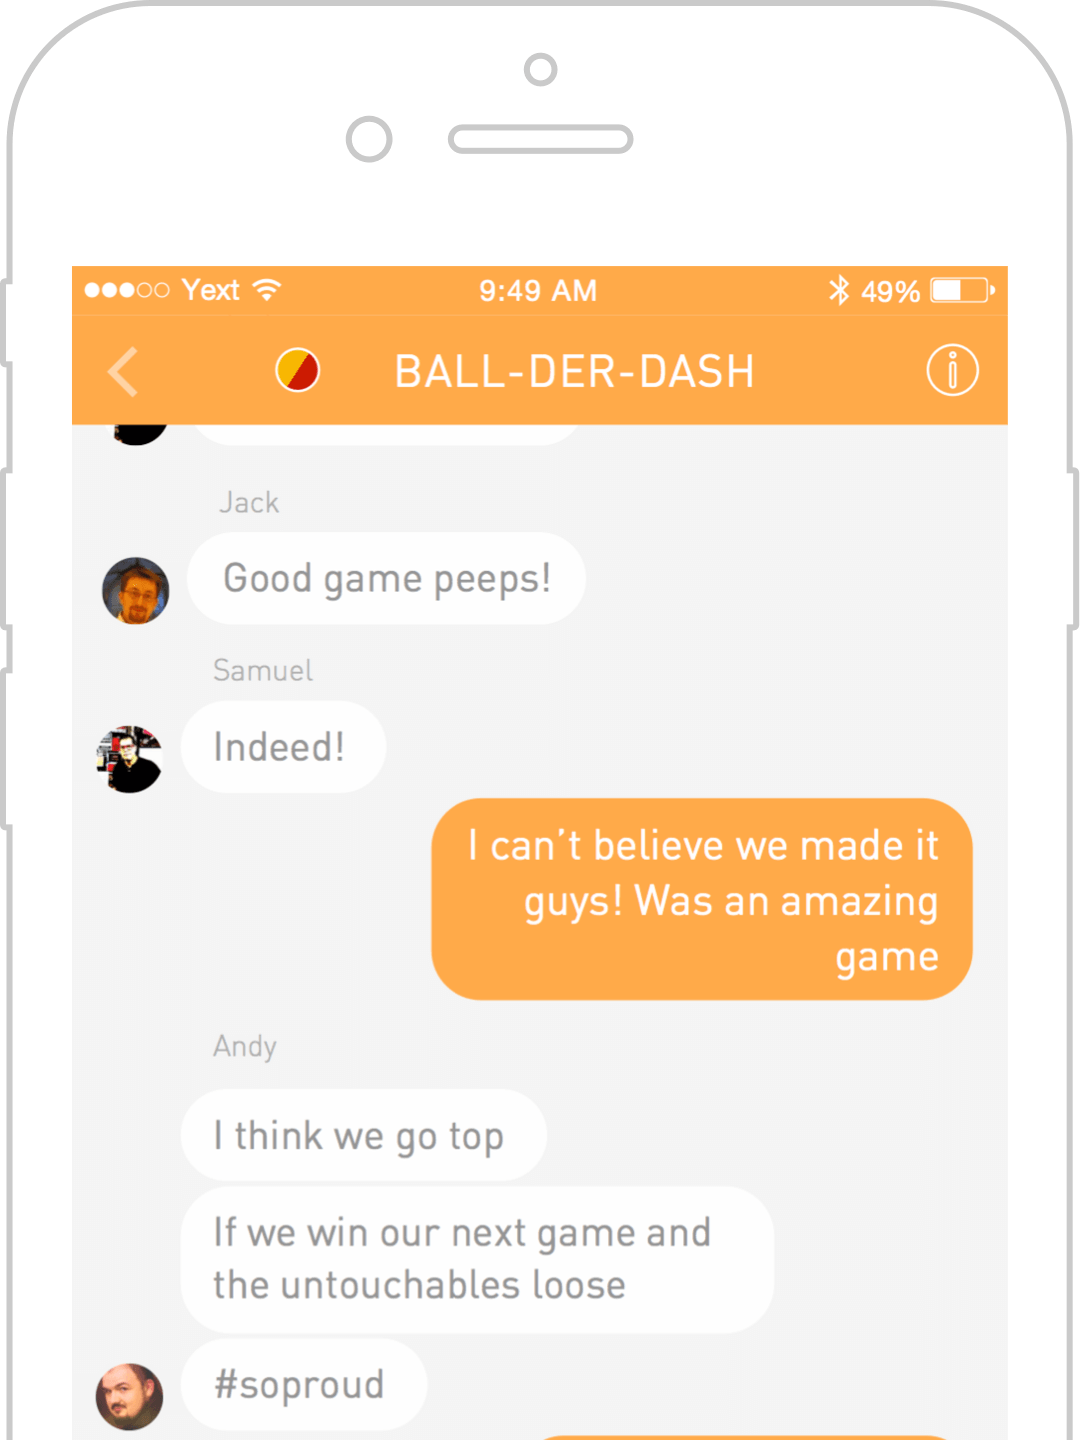 Yext 9:49 AM 49%
BALL-DER-DASH
Jack
Good game peeps!
Samuel
Indeed!
I can’t believe we made it
guys! Was an amazing
game
Andy
I think we go top
If we win our next game and
the untouchables loose
#soproud